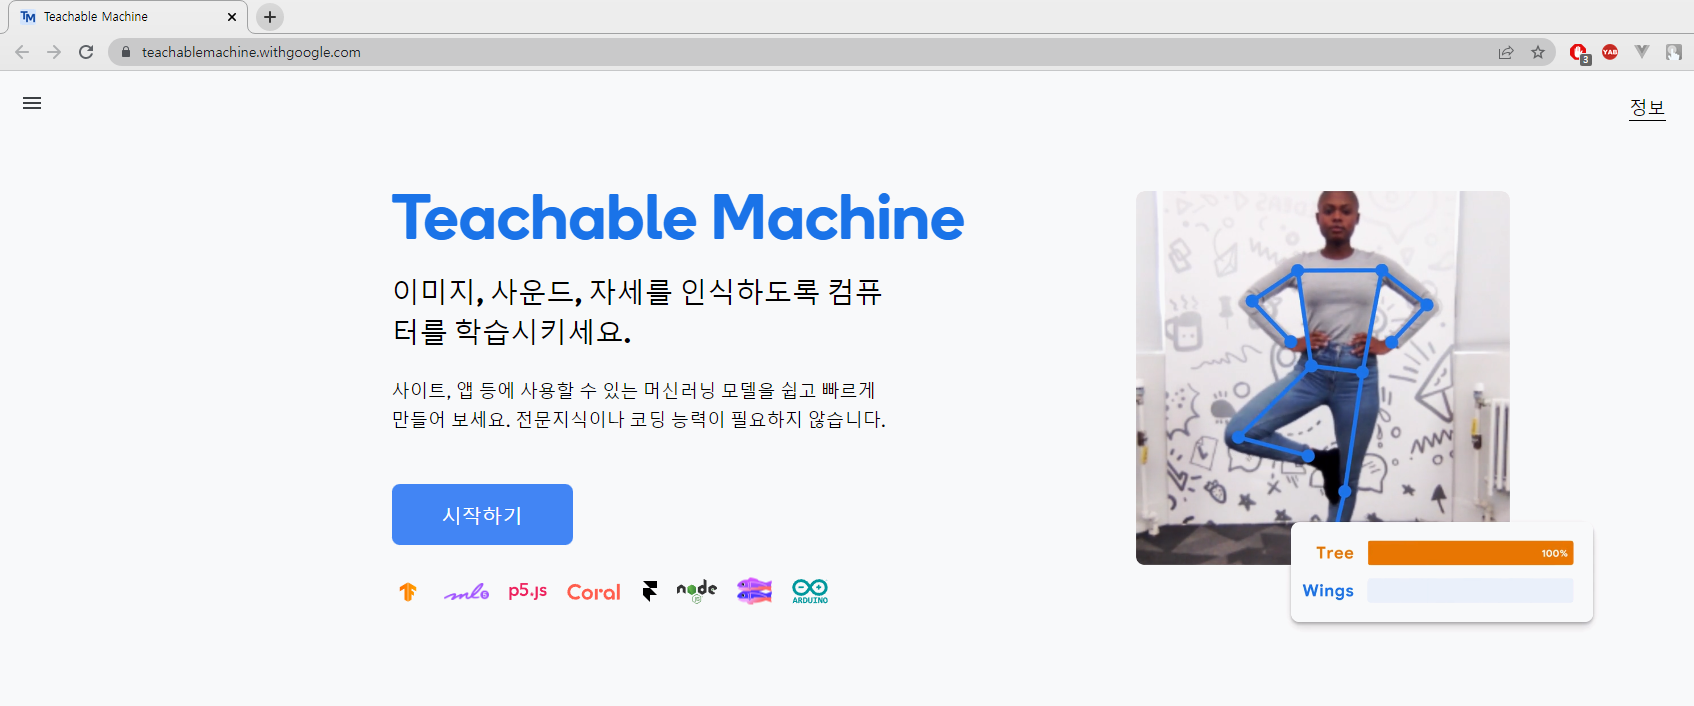 TM Teachable Machine
teachablemachine.withgoogle.com
3
YAB
정보
Teachable Machine
이미지, 사운드, 자세를 인식하도록 컴퓨
터를 학습시키세요.
사이트, 앱 등에 사용할 수 있는 머신러닝 모델을 쉽고 빠르게
만들어 보세요. 전문지식이나 코딩 능력이 필요하지 않습니다.
시작하기
ml5 p5.js Coral node JS ARDUINO
Tree 100%
Wings